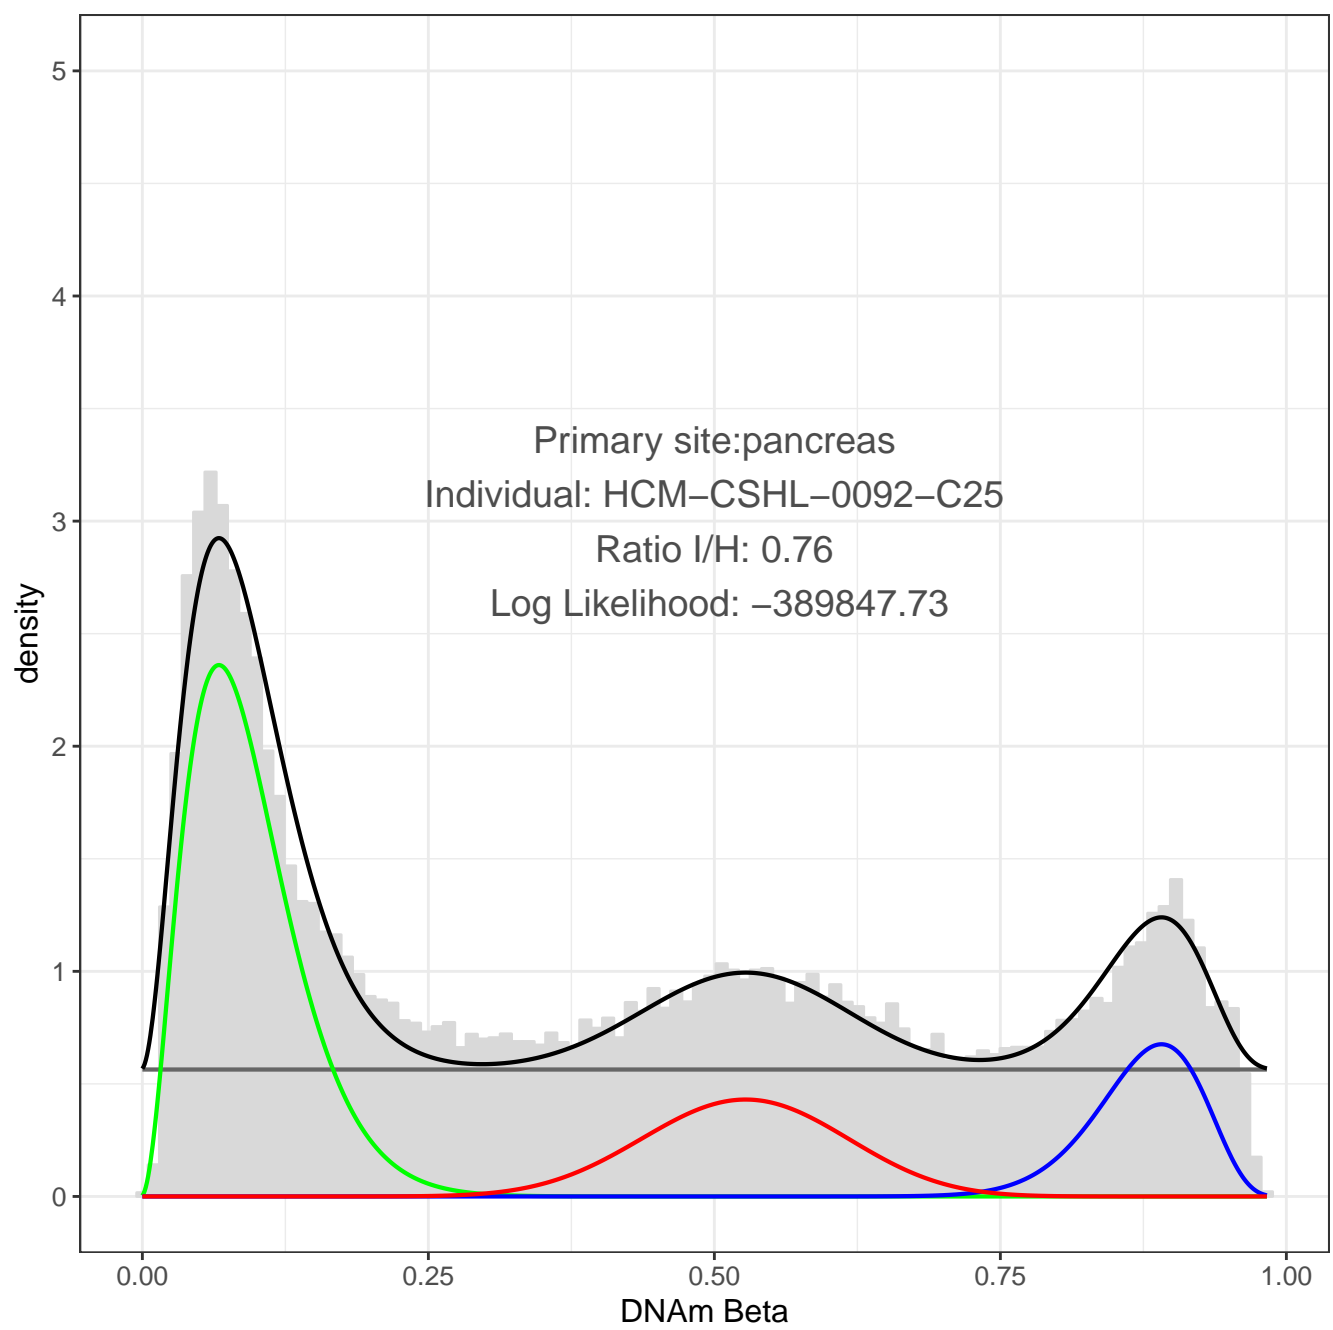 5
4
3
2
1
0
density
Primary site:pancreas
Individual: HCM−CSHL−0092−C25
Ratio I/H: 0.76
Log Likelihood: −389847.73
0.00 0.25 0.50 0.75 1.00
DNAm Beta